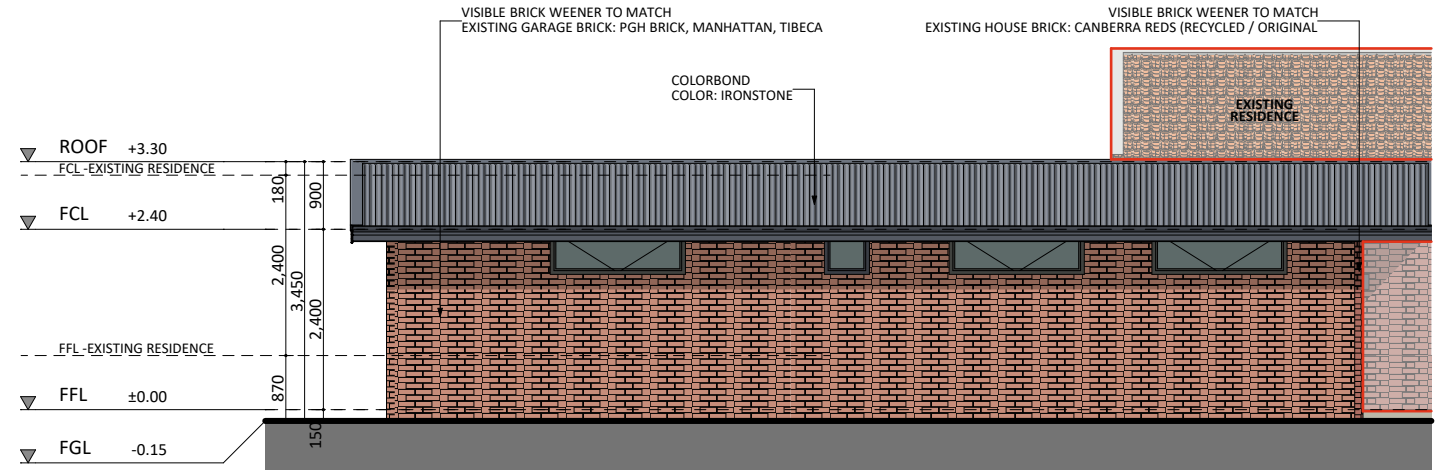 VISIBLE BRICK WEENER TO MATCH
EXISTING GARAGE BRICK: PGH BRICK, MANHATTAN, TIBECA
VISIBLE BRICK WEENER TO MATCH
EXISTING HOUSE BRICK: CANBERRA REDS (RECYCLED / ORIGINAL
COLORBOND
COLOR: IRONSTONE
EXISTING
RESIDENCE
ROOF +3.30
FCL -EXISTING RESIDENCE
FCL +2.40
FFL -EXISTING RESIDENCE
FFL ±0.00
FGL -0.15
180
2,400
870
3,450
900
2,400
150